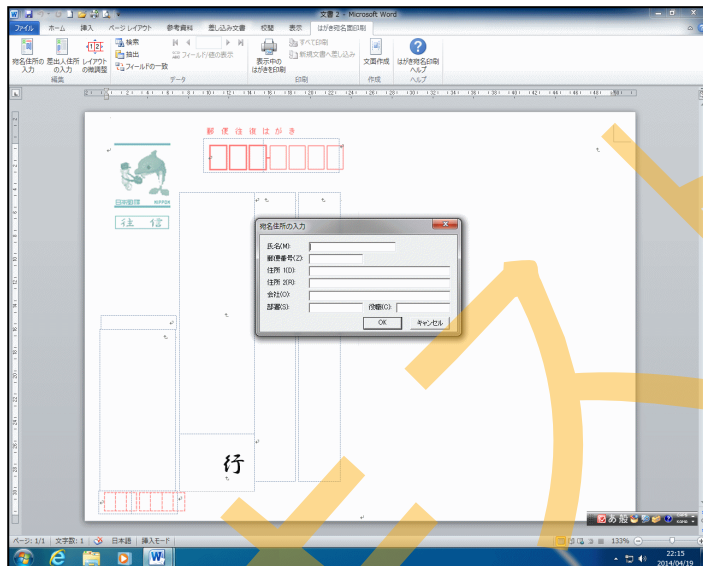 文書 2 - Microsoft Word
ファイル ホーム 挿入 ページ レイアウト 参考資料 差し込み文書 校閲 表示 はがき宛名面印刷
宛名住所の入力
差出人住所の入力
レイアウトの微調整
検索
抽出
フィールドの一致
フィールド/値の表示
表示中のはがきを印刷
すべて印刷
新規文書へ差し込み
文面作成
はがき宛名印刷ヘルプ
編集 データ 印刷 作成 ヘルプ
郵便往復はがき
日本郵便 NIPPON
往信
宛名住所の入力
氏名(M):
郵便番号(Z):
住所 1(D):
住所 2(R):
会社(O):
部署(S): 役職(C):
OK キャンセル
行
あ 般
ページ: 1/1 文字数: 1 日本語 挿入モード 133%
22:15
2014/04/19